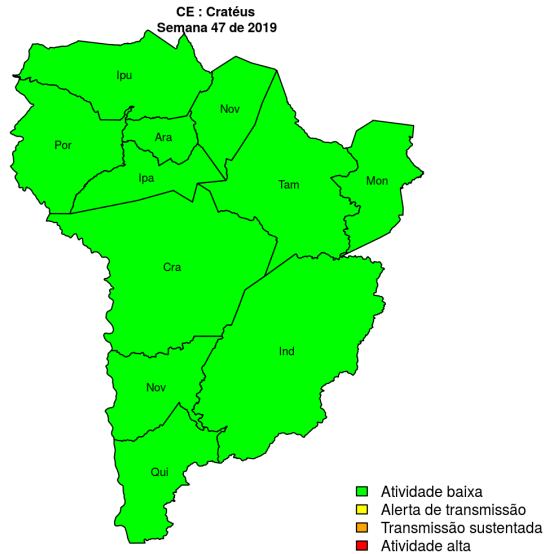 CE : Cratéus
Semana 47 de 2019
Ipu
Nov
Por
Ara
Ipa
Tam
Mon
Cra
Ind
Nov
Qui
Atividade baixa
Alerta de transmissão
Transmissão sustentada
Atividade alta